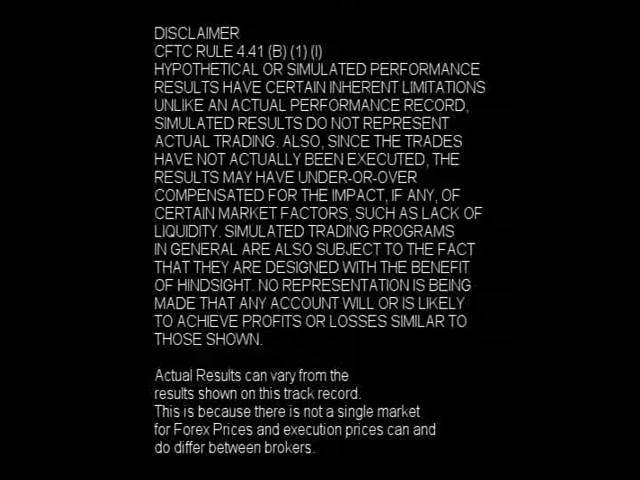 DISCLAIMER
CFTC RULE 4.41 (B) (1) (I)
HYPOTHETICAL OR SIMULATED PERFORMANCE
RESULTS HAVE CERTAIN INHERENT LIMITATIONS
UNLIKE AN ACTUAL PERFORMANCE RECORD,
SIMULATED RESULTS DO NOT REPRESENT
ACTUAL TRADING. ALSO, SINCE THE TRADES
HAVE NOT ACTUALLY BEEN EXECUTED, THE
RESULTS MAY HAVE UNDER-OR-OVER
COMPENSATED FOR THE IMPACT, IF ANY, OF
CERTAIN MARKET FACTORS, SUCH AS LACK OF
LIQUIDITY. SIMULATED TRADING PROGRAMS
IN GENERAL ARE ALSO SUBJECT TO THE FACT
THAT THEY ARE DESIGNED WITH THE BENEFIT
OF HINDSIGHT. NO REPRESENTATION IS BEING
MADE THAT ANY ACCOUNT WILL OR IS LIKELY
TO ACHIEVE PROFITS OR LOSSES SIMILAR TO
THOSE SHOWN.
Actual Results can vary from the
results shown on this track record.
This is because there is not a single market
for Forex Prices and execution prices can and
do differ between brokers.